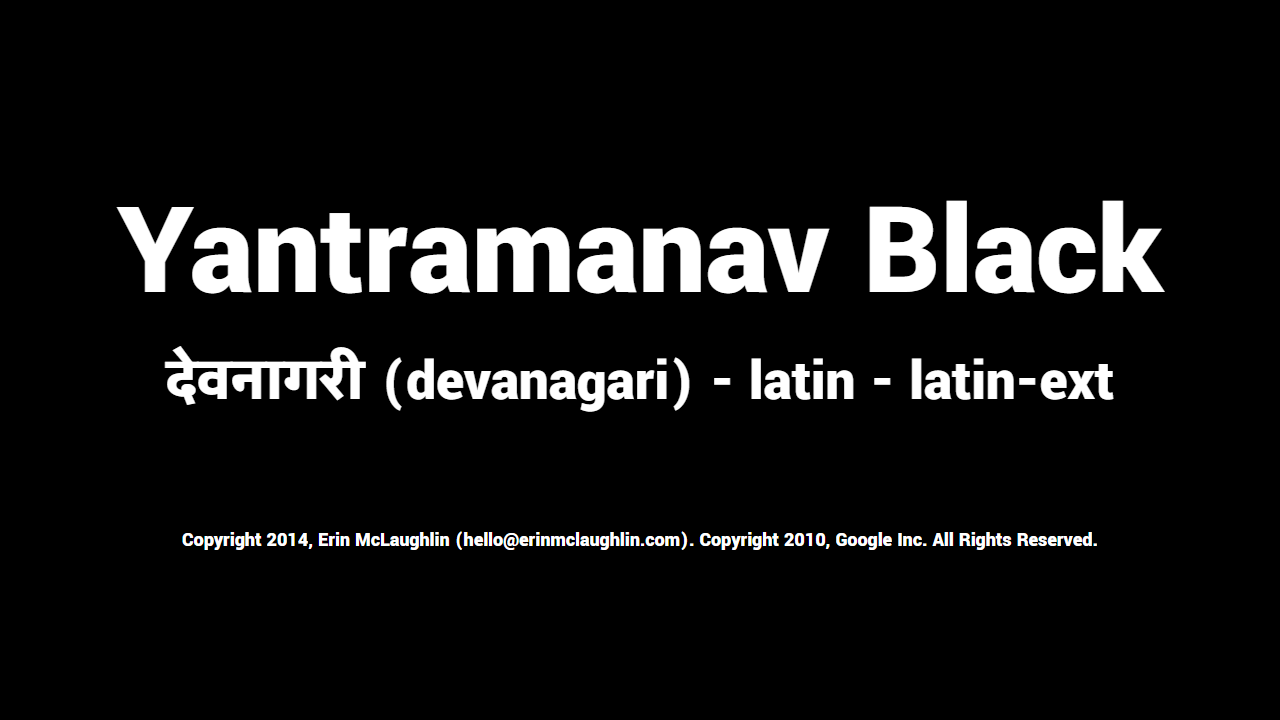 Yantramanav Black
देवनागरी (devanagari) - latin - latin-ext
Copyright 2014, Erin McLaughlin (hello@erinmclaughlin.com). Copyright 2010, Google Inc. All Rights Reserved.